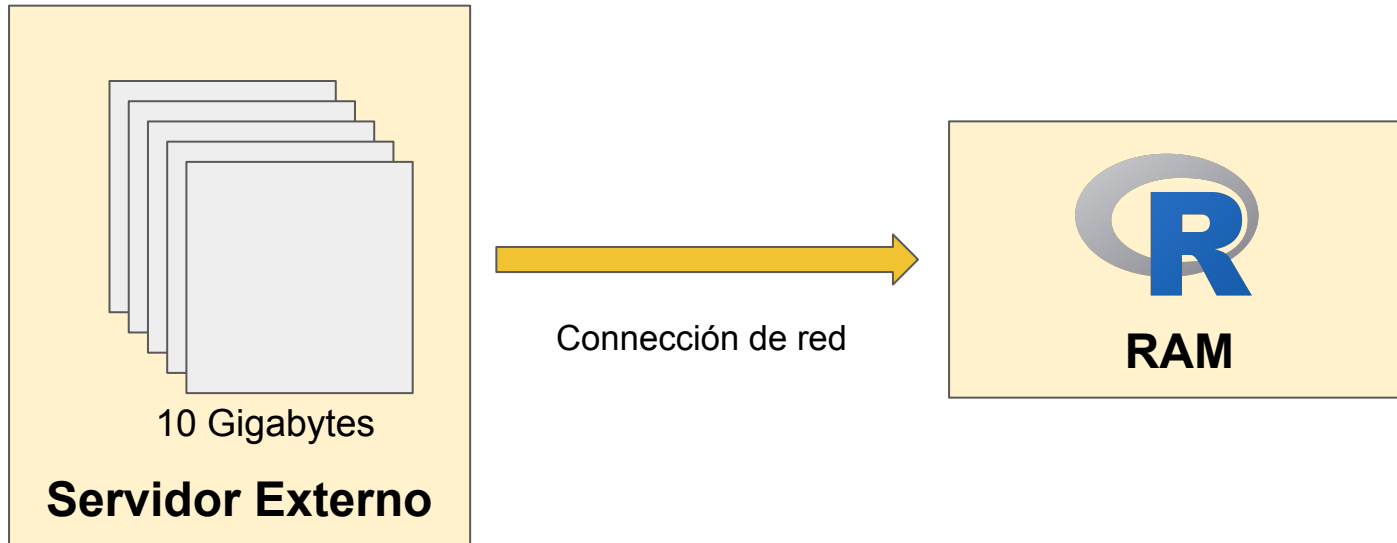 10 Gigabytes
Servidor Externo
Connección de red
R
RAM